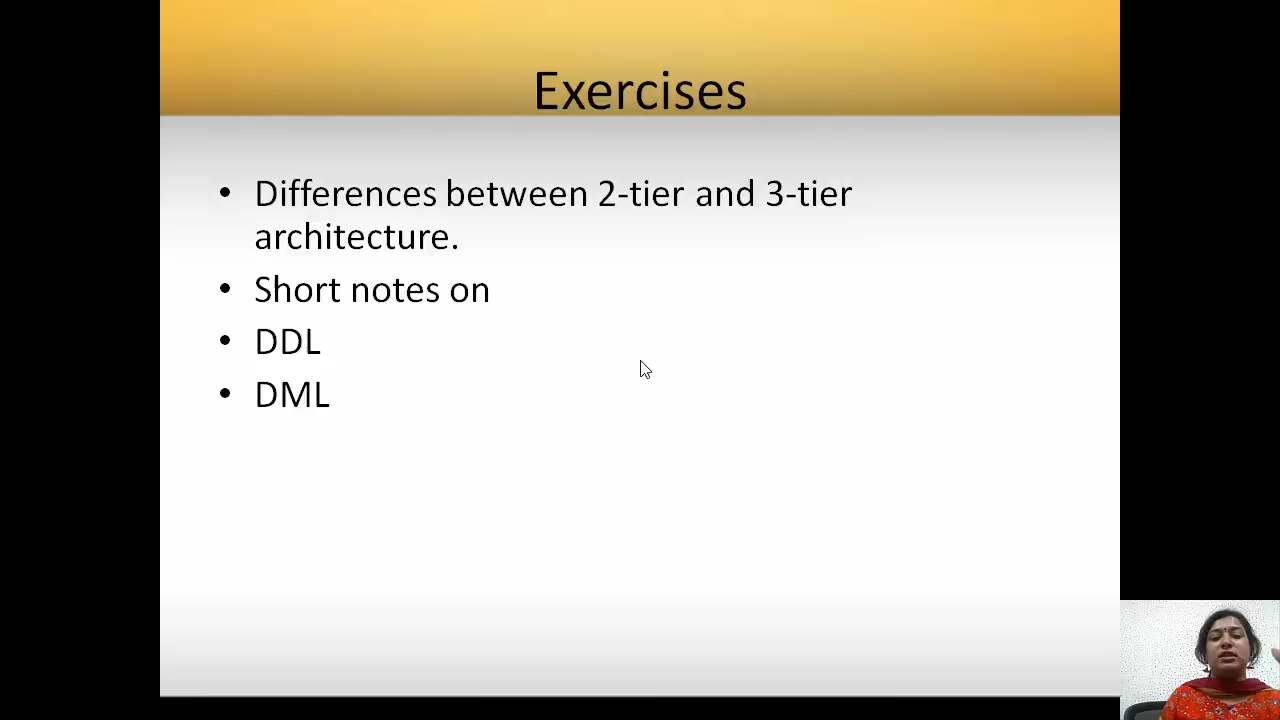 Exercises
• Differences between 2-tier and 3-tier
architecture.
• Short notes on
• DDL
• DML